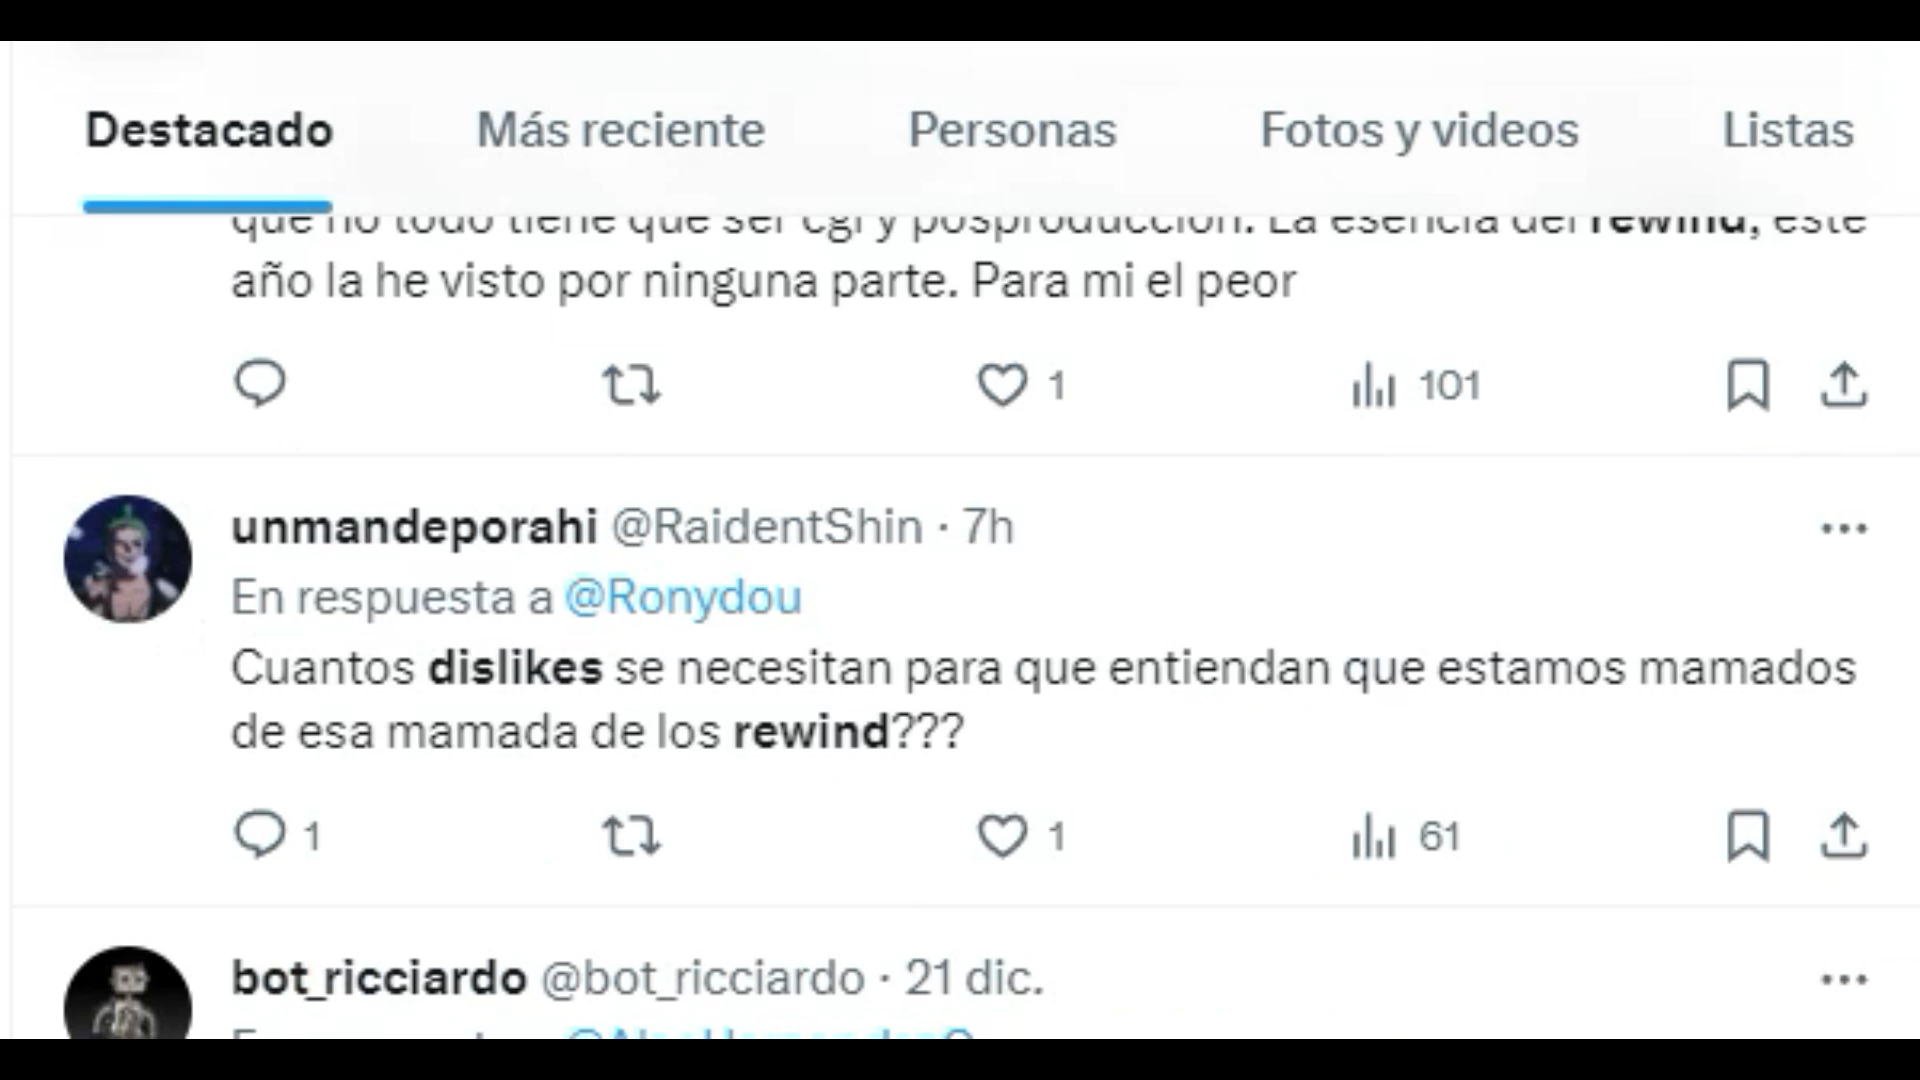 Destacado Más reciente Personas Fotos y videos Listas
que no todo tiene que ser cgi y posproducción. La esencia del rewind, este
año la he visto por ninguna parte. Para mi el peor
1 101
unmandeporahi @RaidentShin · 7h
En respuesta a @Ronydou
Cuantos dislikes se necesitan para que entiendan que estamos mamados
de esa mamada de los rewind???
1 1 61
bot_ricciardo @bot_ricciardo · 21 dic.